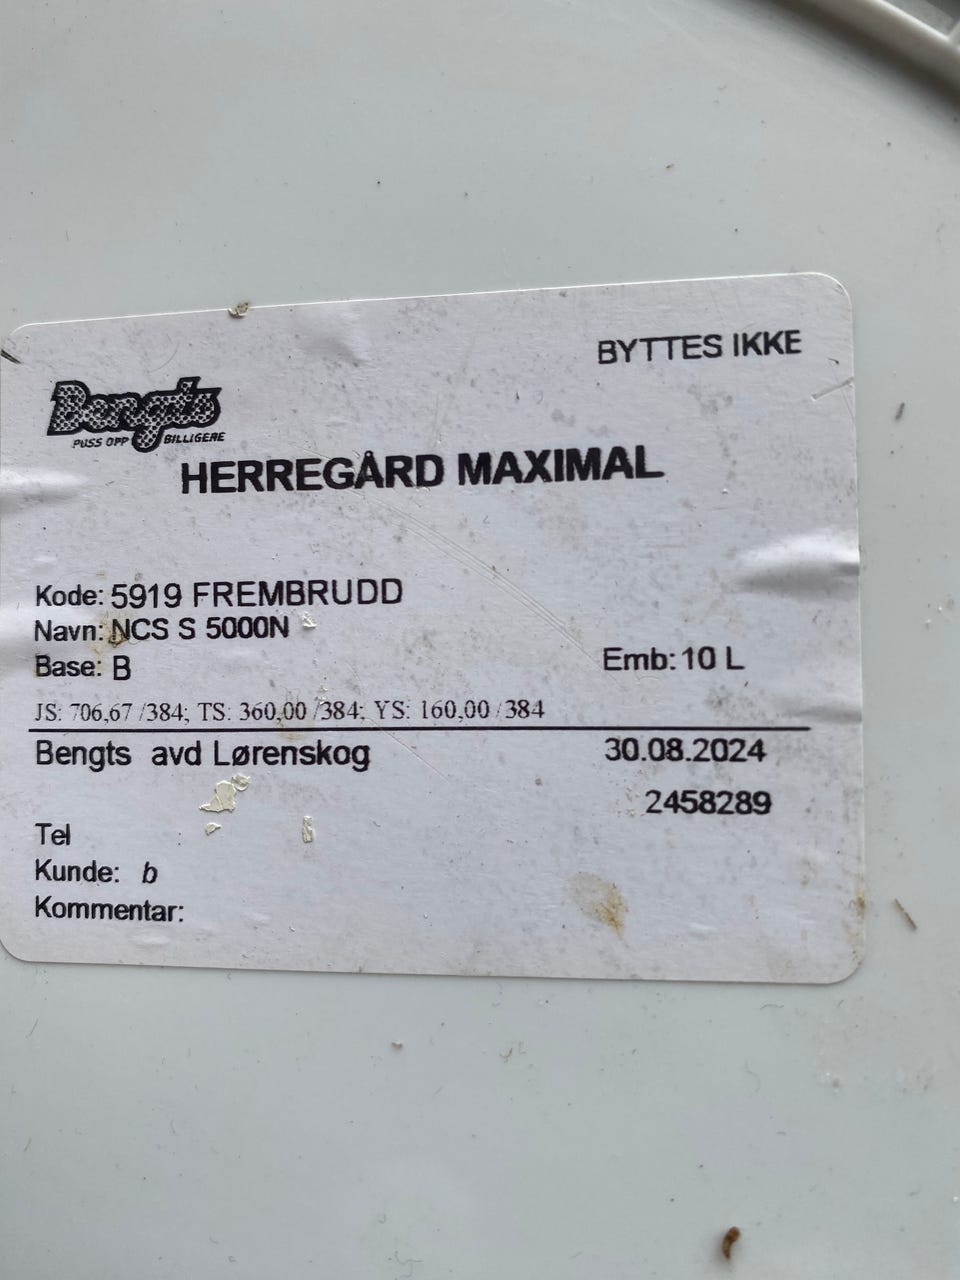 BYTTES IKKE
Bengts
PUSS OPP BILLIGERE
HERREGÅRD MAXIMAL
Kode: 5919 FREMBRUDD
Navn: NCS S 5000N
Base: B
Emb: 10 L
JS: 706,67 /384; TS: 360,00 /384; YS: 160,00 /384
Bengts avd Lørenskog
30.08.2024
2458289
Tel
Kunde: b
Kommentar: